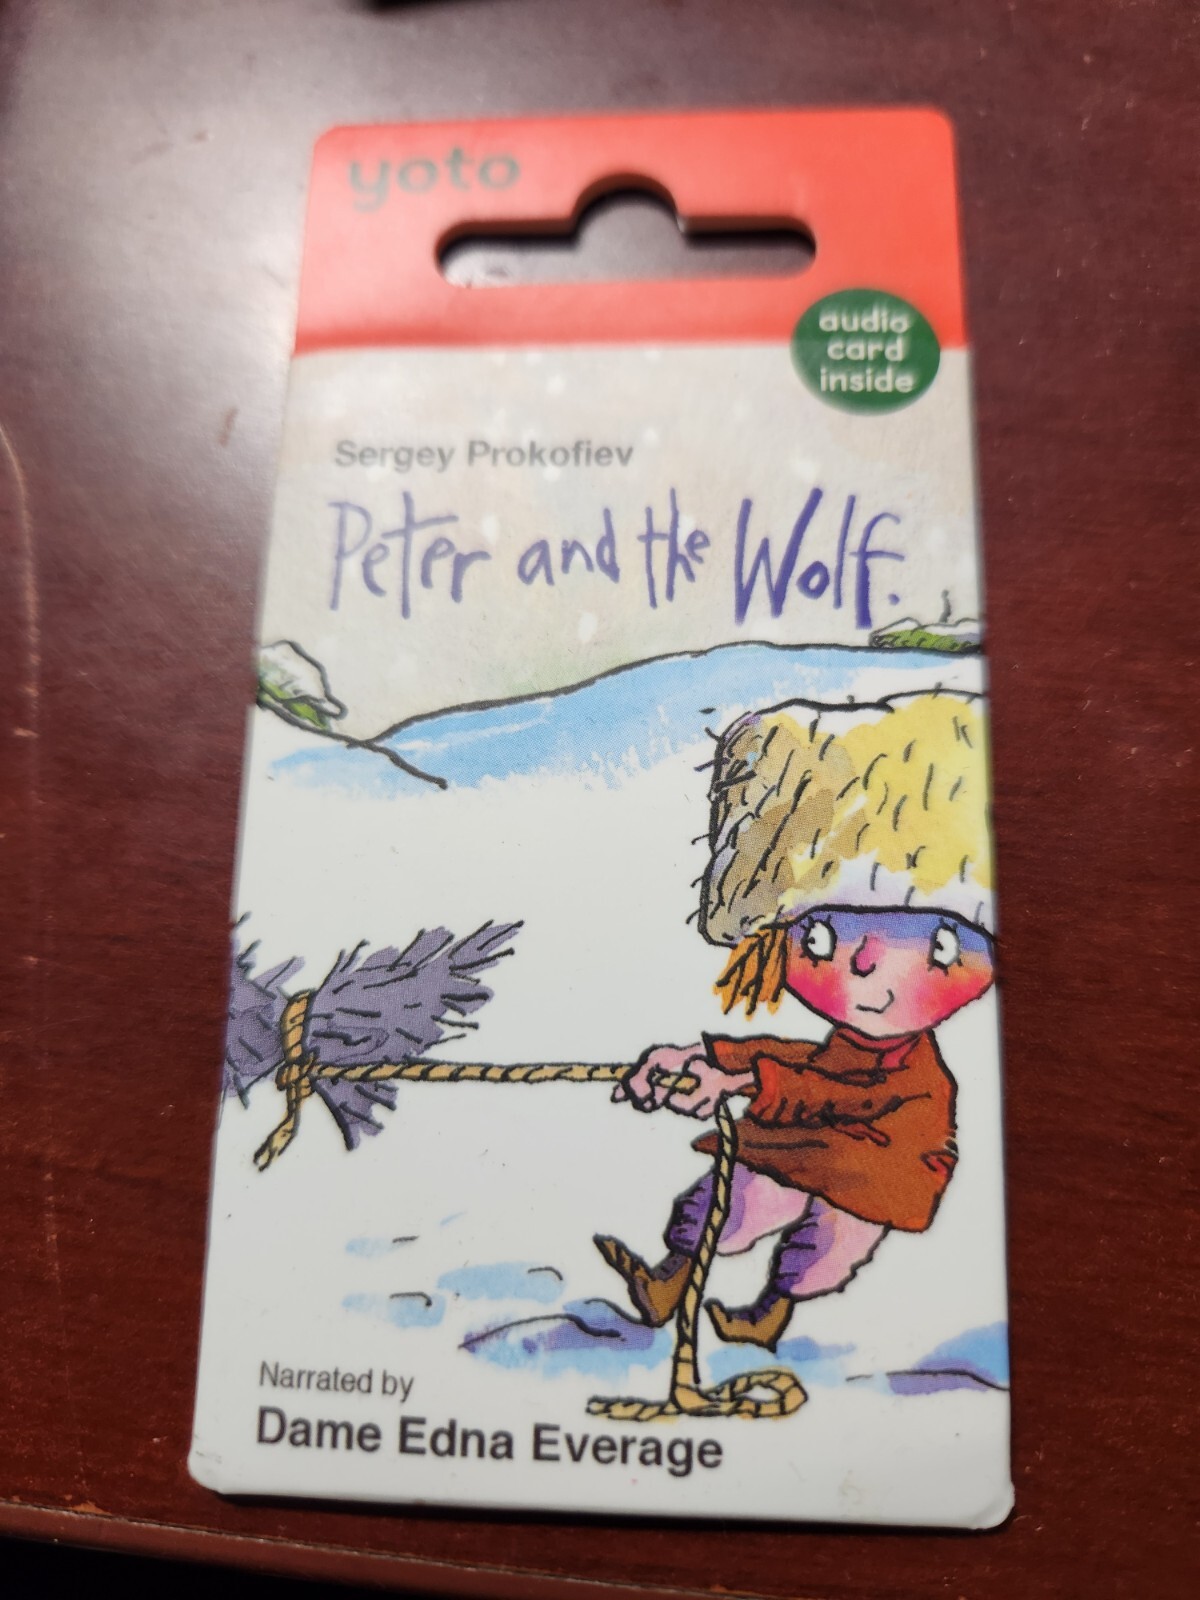 yoto
audio
card
inside
Sergey Prokofiev
Peter and the Wolf.
Narrated by
Dame Edna Everage